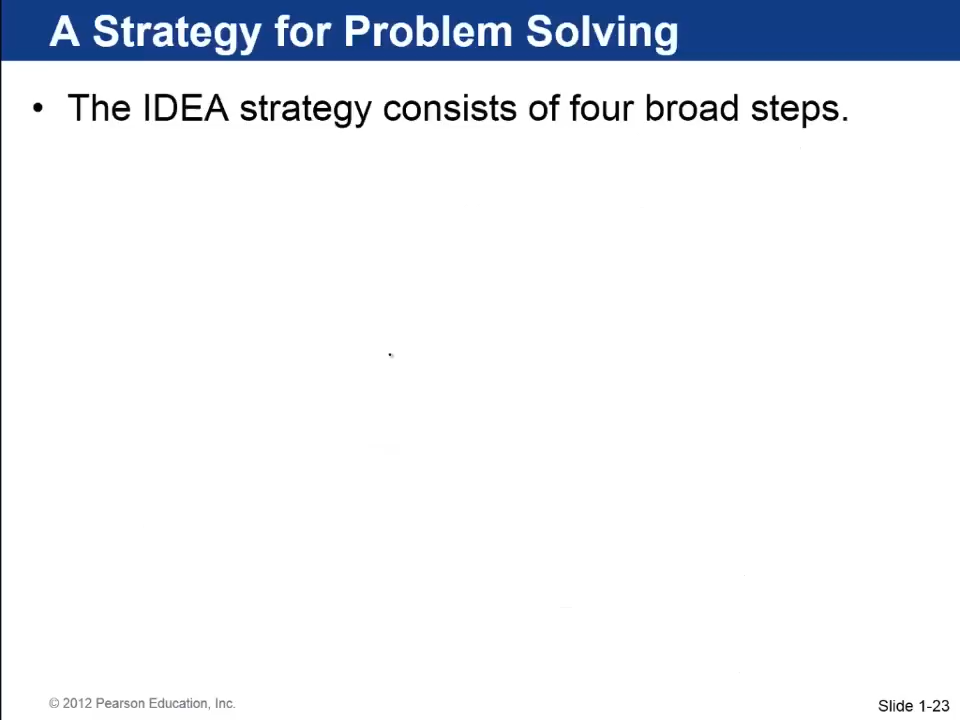 A Strategy for Problem Solving
• The IDEA strategy consists of four broad steps.
© 2012 Pearson Education, Inc.
Slide 1-23